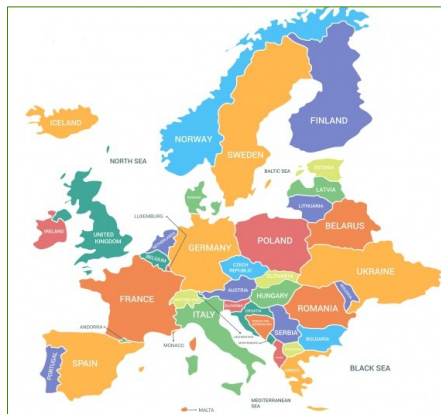 ICELAND
NORWAY
FINLAND
SWEDEN
NORTH SEA
BALTIC SEA
ESTONIA
LATVIA
LITHUANIA
IRELAND
UNITED
KINGDOM
LUXEMBURG
BELGIUM
GERMANY
POLAND
BELARUS
CZECH
REPUBLIC
UKRAINE
SLOVAKIA
AUSTRIA
HUNGARY
FRANCE
ITALY
ROMANIA
CROATIA
SERBIA
BULGARIA
ANDORRA
MONACO
PORTUGAL
SPAIN
BLACK SEA
MEDITERRANEAN
SEA
MALTA